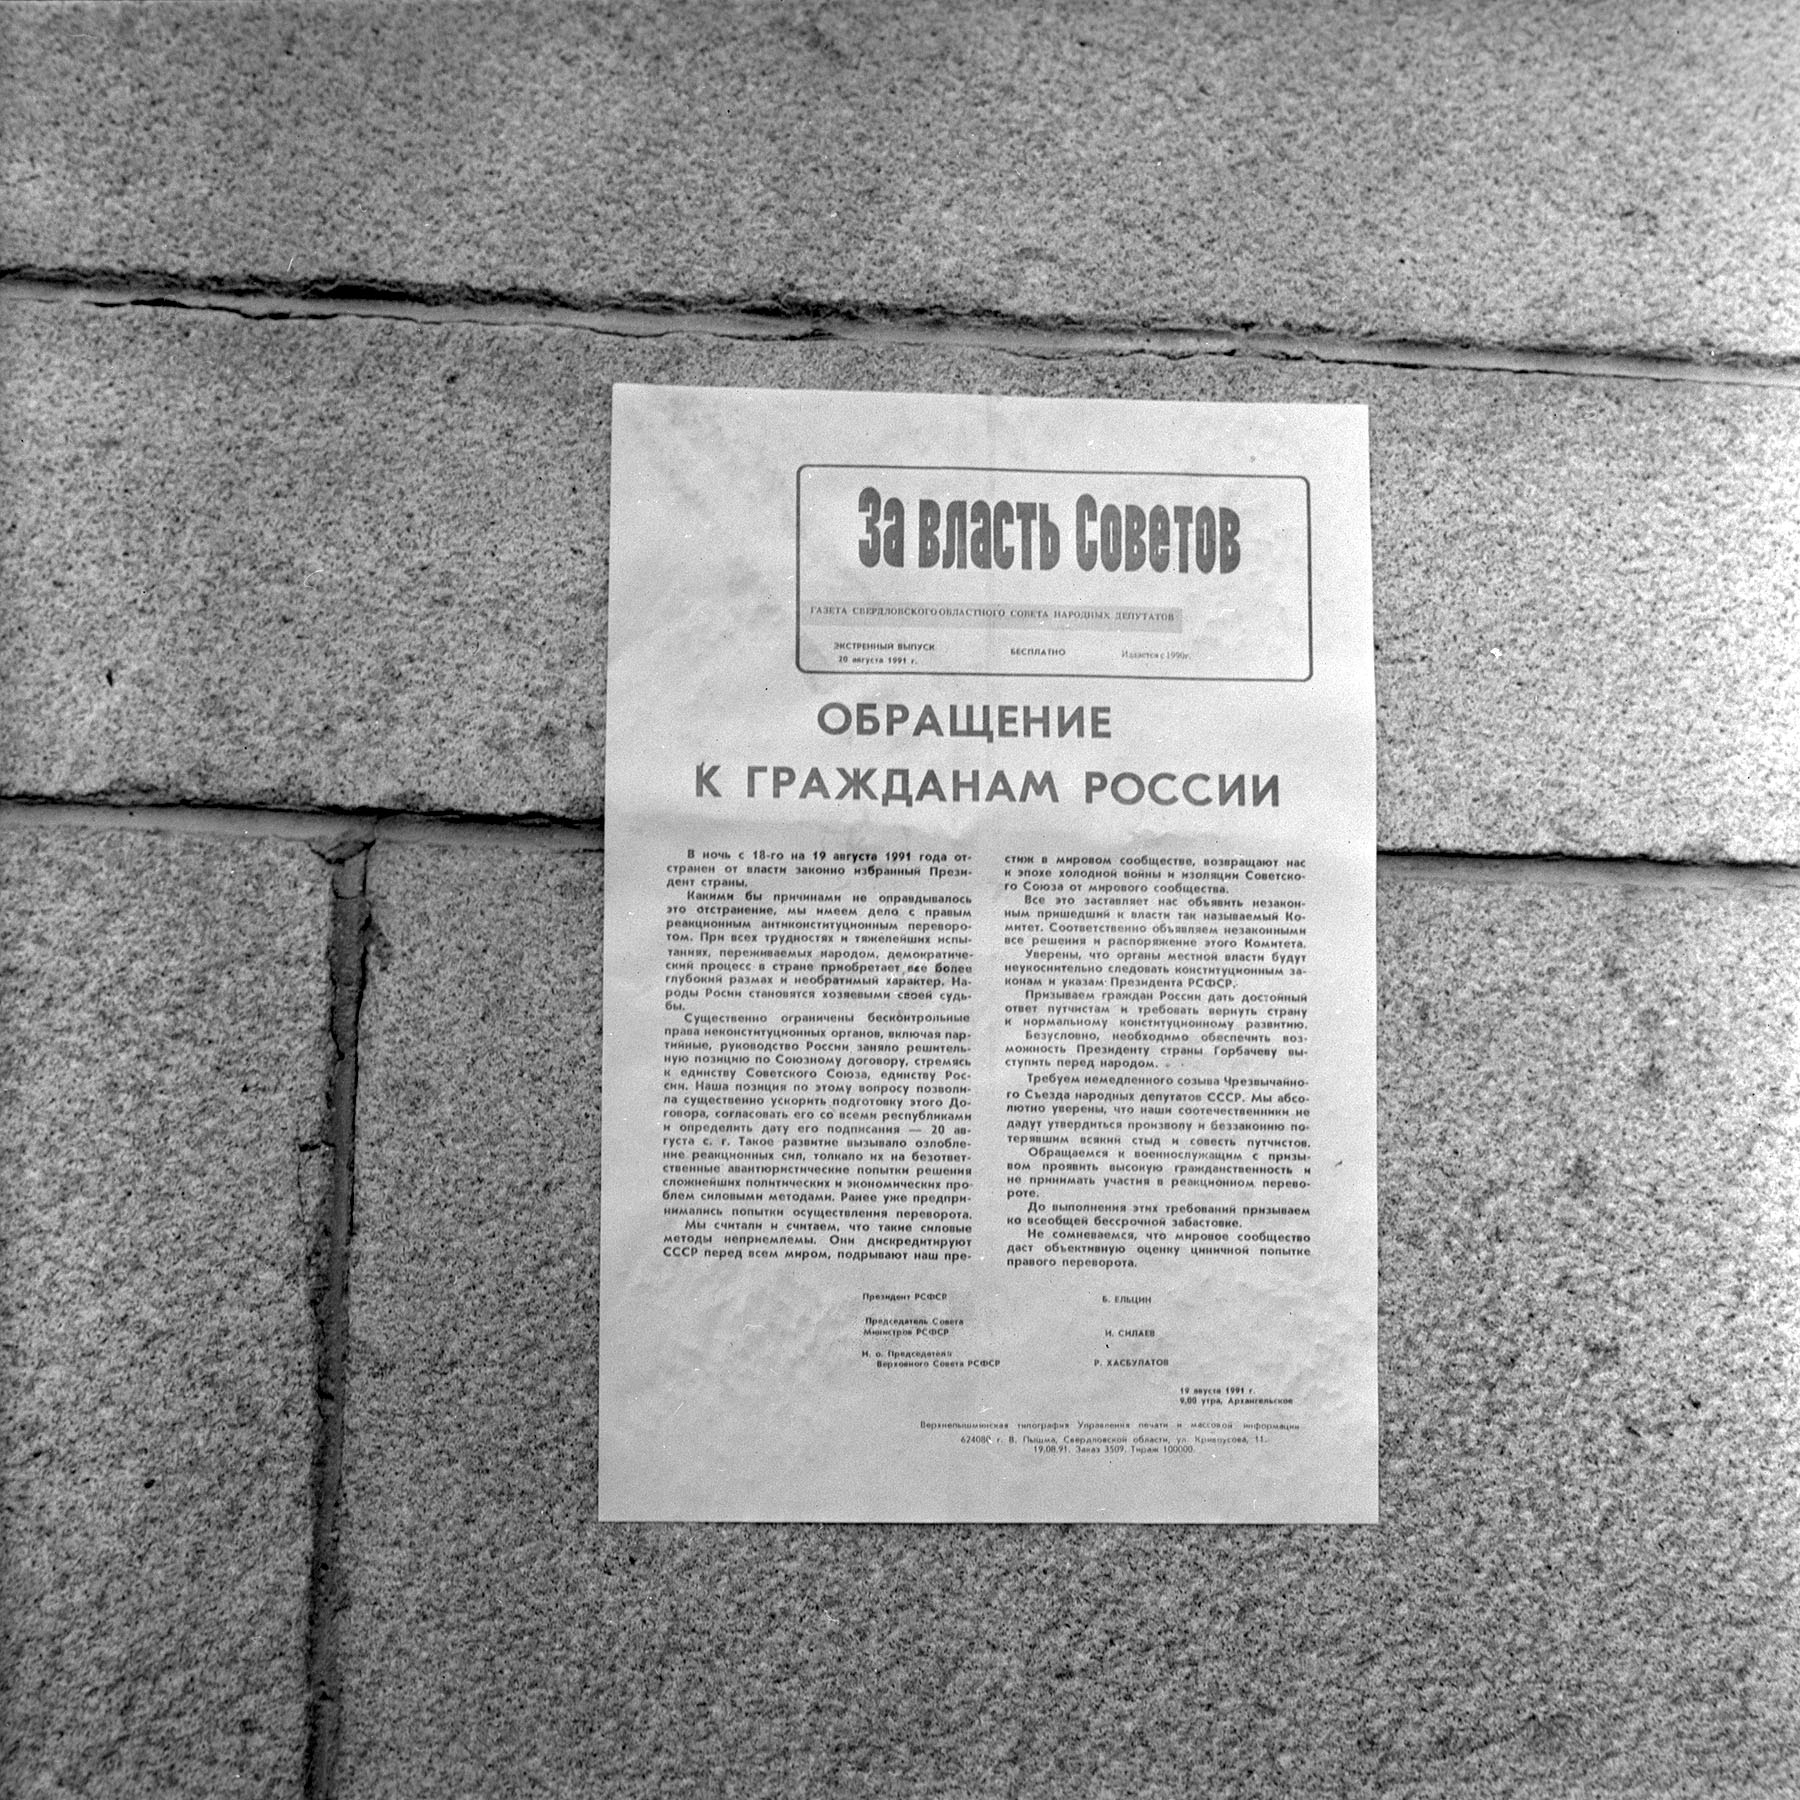 За власть Советов
ГАЗЕТА СВЕРДЛОВСКОГО ОБЛАСТНОГО СОВЕТА НАРОДНЫХ ДЕПУТАТОВ
ЭКСТРЕННЫЙ ВЫПУСК
20 августа 1991 г.
БЕСПЛАТНО
Издается с 1990г.
ОБРАЩЕНИЕ
К ГРАЖДАНАМ РОССИИ
В ночь с 18-го на 19 августа 1991 года от-
странен от власти законно избранный Прези-
дент страны.
Какими бы причинами не оправдывалось
это отстранение, мы имеем дело с правым
реакционным антиконституционным переворо-
том. При всех трудностях и тяжелейших испы-
таниях, переживаемых народом, демократиче-
ский процесс в стране приобретает все более
глубокий размах и необратимый характер. На-
роды Росии становятся хозяевыми своей судь-
бы.
Существенно ограничены бесконтрольные
права неконституционных органов, включая пар-
тийные, руководство России заняло решитель-
ную позицию по Союзному договору, стремясь
к единству Советского Союза, единству Рос-
сии. Наша позиция по этому вопросу позволи-
ла существенно ускорить подготовку этого До-
говора, согласовать его со всеми республиками
и определить дату его подписания — 20 ав-
густа с. г. Такое развитие вызывало озлобле-
ние реакционных сил, толкало их на безответ-
ственные авантюристические попытки решения
сложнейших политических и экономических про-
блем силовыми методами. Ранее уже предпри-
нимались попытки осуществления переворота.
Мы считали и считаем, что такие силовые
методы неприемлемы. Они дискредитируют
СССР перед всем миром, подрывают наш пре-
стиж в мировом сообществе, возвращают нас
к эпохе холодной войны и изоляции Советско-
го Союза от мирового сообщества.
Все это заставляет нас объявить незакон-
ным пришедший к власти так называемый Ко-
митет. Соответственно объявляем незаконными
все решения и распоряжение этого Комитета.
Уверены, что органы местной власти будут
неукоснительно следовать конституционным за-
конам и указам Президента РСФСР.
Призываем граждан России дать достойный
ответ путчистам и требовать вернуть страну
к нормальному конституционному развитию.
Безусловно, необходимо обеспечить воз-
можность Президенту страны Горбачеву вы-
ступить перед народом.
Требуем немедленного созыва Чрезвычайно-
го Съезда народных депутатов СССР. Мы абсо-
лютно уверены, что наши соотечественники не
дадут утвердиться произволу и беззаконию по-
терявшим всякий стыд и совесть путчистов.
Обращаемся к военнослужащим с призы-
вом проявить высокую гражданственность и
не принимать участия в реакционном перево-
роте.
До выполнения этих требований призываем
ко всеобщей бессрочной забастовке.
Не сомневаемся, что мировое сообщество
даст объективную оценку циничной попытке
правого переворота.
Президент РСФСР
Б. ЕЛЬЦИН
Председатель Совета
Министров РСФСР
И. СИЛАЕВ
И. о. Председателя
Верховного Совета РСФСР
Р. ХАСБУЛАТОВ
19 августа 1991 г.
9.00 утра, Архангельское
Верхнепышминская типография Управления печати и массовой информации
624080 г. В. Пышма, Свердловской области, ул. Кривоусова, 11.
19.08.91. Заказ 3509. Тираж 100000.